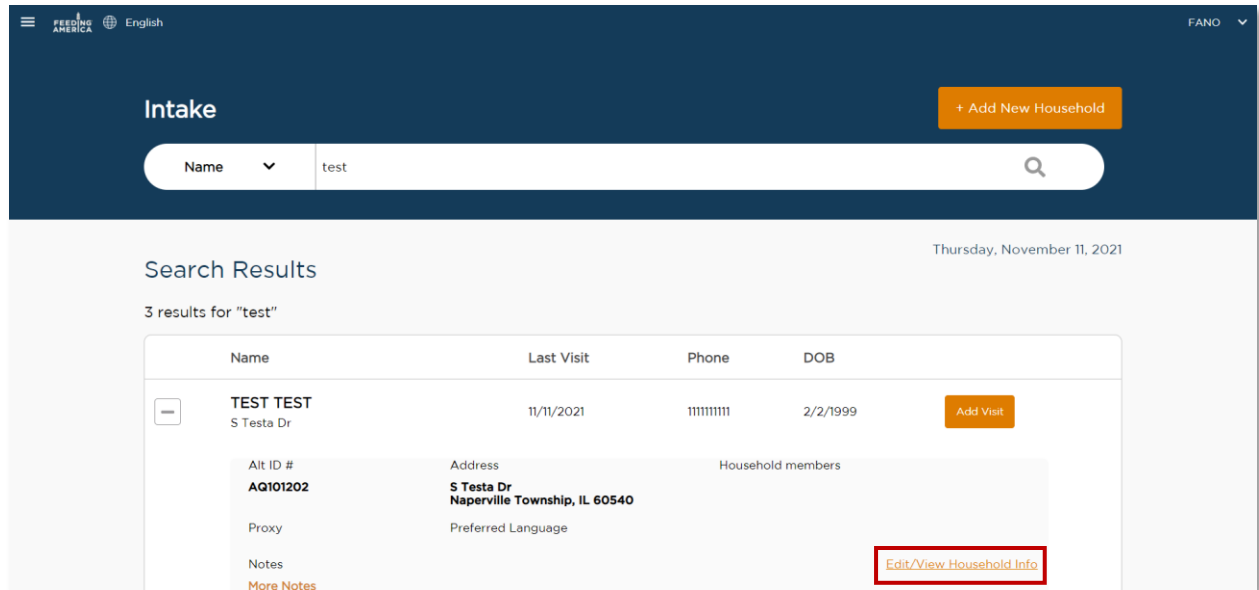 FEEDING AMERICA English FANO
Intake
+ Add New Household
Name test
Thursday, November 11, 2021
Search Results
3 results for "test"
Name Last Visit Phone DOB
TEST TEST
S Testa Dr
11/11/2021 1111111111 2/2/1999 Add Visit
Alt ID # Address Household members
AQ101202 S Testa Dr
Naperville Township, IL 60540
Proxy Preferred Language
Notes Edit/View Household Info
More Notes